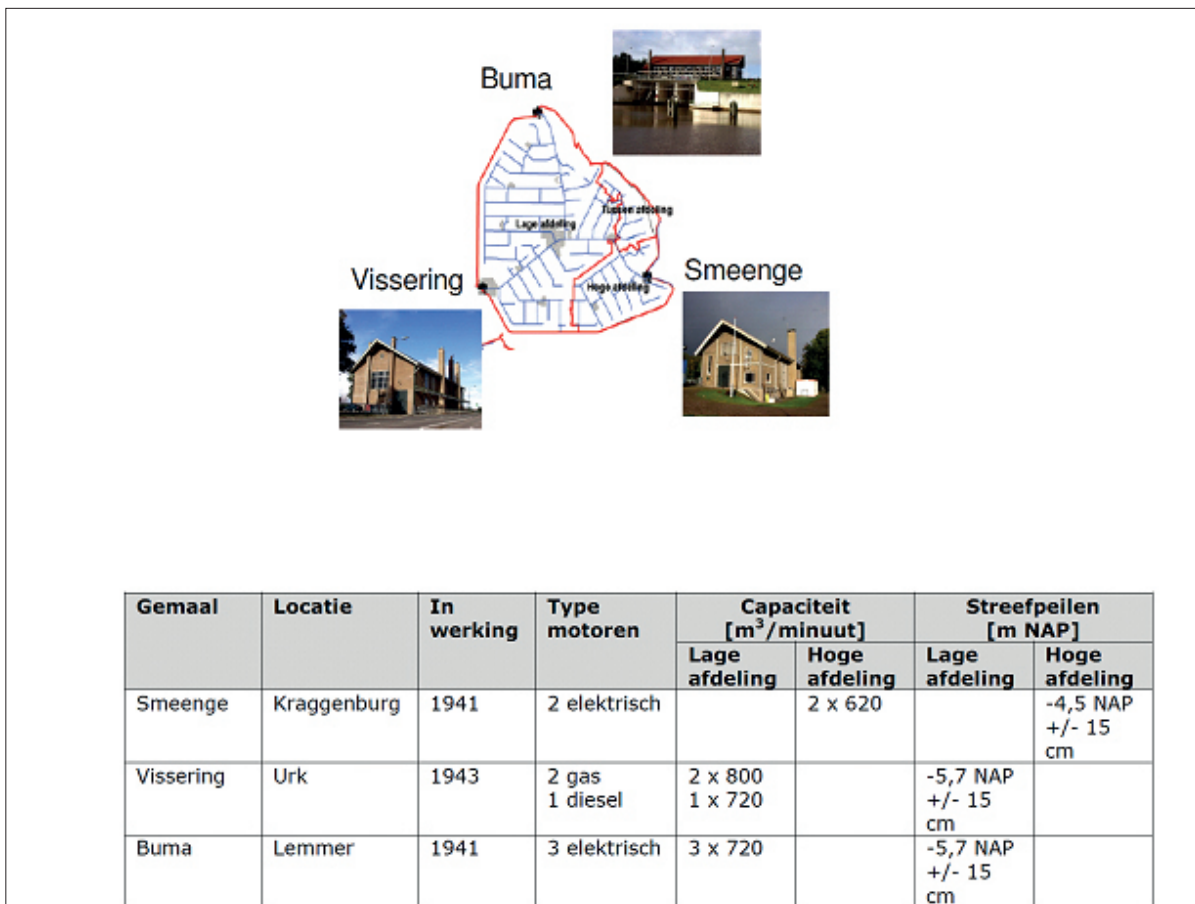 Buma
Tussen afdeling
Lage afdeling
Vissering
Smeenge
Hoge afdeling
Gemaal Locatie In werking Type motoren Capaciteit [m³/minuut] Streefpeilen [m NAP]
Lage afdeling Hoge afdeling Lage afdeling Hoge afdeling
Smeenge Kraggenburg 1941 2 elektrisch 2 x 620 -4,5 NAP
+/- 15
cm
Vissering Urk 1943 2 gas 2 x 800 -5,7 NAP
1 diesel 1 x 720 +/- 15
cm
Buma Lemmer 1941 3 elektrisch 3 x 720 -5,7 NAP
+/- 15
cm